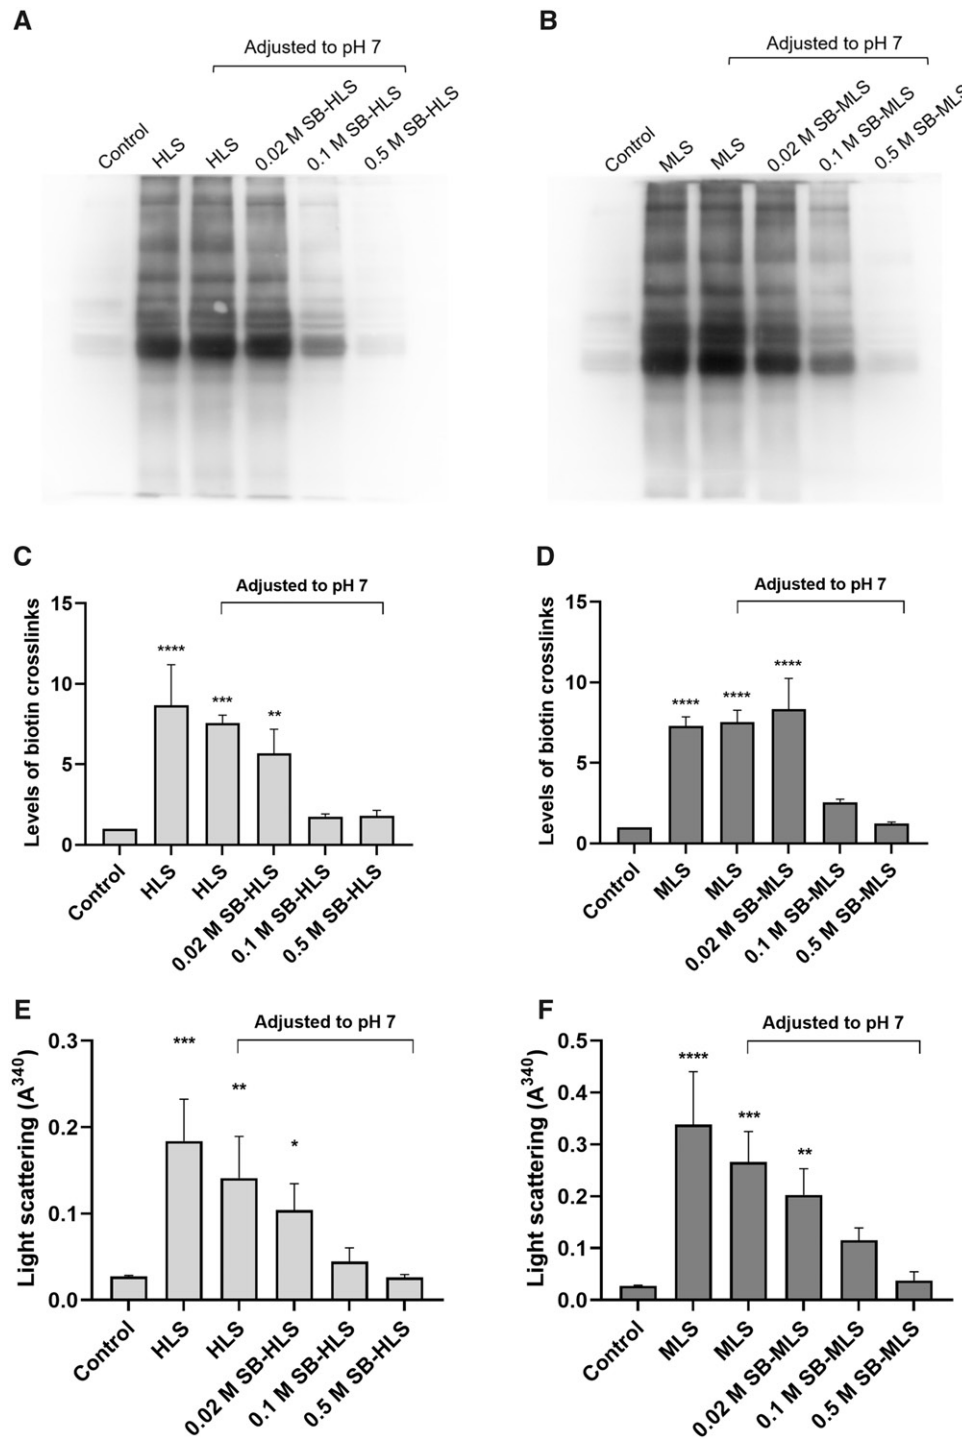 A
Adjusted to pH 7
Control
HLS
HLS
0.02 M SB-HLS
0.1 M SB-HLS
0.5 M SB-HLS
B
Adjusted to pH 7
Control
MLS
MLS
0.02 M SB-MLS
0.1 M SB-MLS
0.5 M SB-MLS
C
Adjusted to pH 7
Levels of biotin crosslinks
15
10
5
0
****
***
**
Control
HLS
HLS
0.02 M SB-HLS
0.1 M SB-HLS
0.5 M SB-HLS
D
Adjusted to pH 7
Levels of biotin crosslinks
15
10
5
0
****
****
****
Control
MLS
MLS
0.02 M SB-MLS
0.1 M SB-MLS
0.5 M SB-MLS
E
Adjusted to pH 7
Light scattering (A³⁴⁰)
0.3
0.2
0.1
0.0
***
**
*
Control
HLS
HLS
0.02 M SB-HLS
0.1 M SB-HLS
0.5 M SB-HLS
F
Adjusted to pH 7
Light scattering (A³⁴⁰)
0.5
0.4
0.3
0.2
0.1
0.0
****
***
**
Control
MLS
MLS
0.02 M SB-MLS
0.1 M SB-MLS
0.5 M SB-MLS